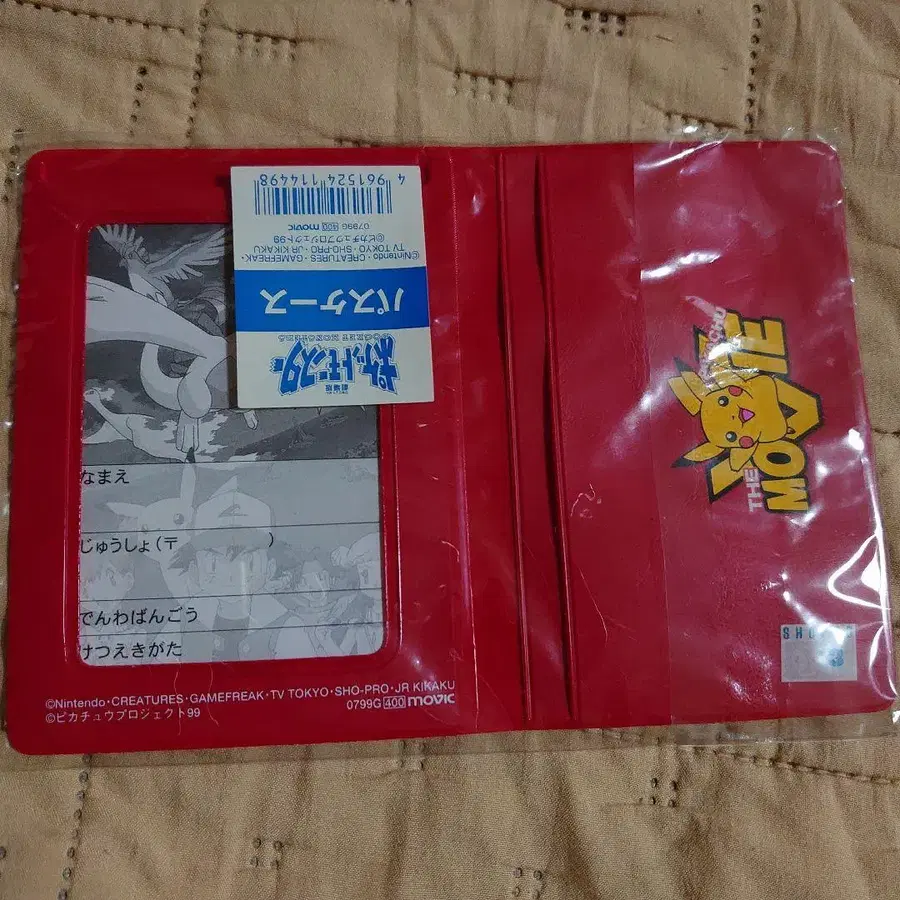 劇場版
ポケットモンスター
POCKET MONSTERS
パスケース
©Nintendo・CREATURES・GAMEFREAK・
TV TOKYO・SHO-PRO・JR KIKAKU
©ピカチュウプロジェクト99
0799G 400 movic
4 961524 114498
なまえ
じゅうしょ(〒　　　　)
でんわばんごう
けつえきがた
©Nintendo・CREATURES・GAMEFREAK・TV TOKYO・SHO-PRO・JR KIKAKU
©ピカチュウプロジェクト99
0799G 400 movic
THE
MOVIE